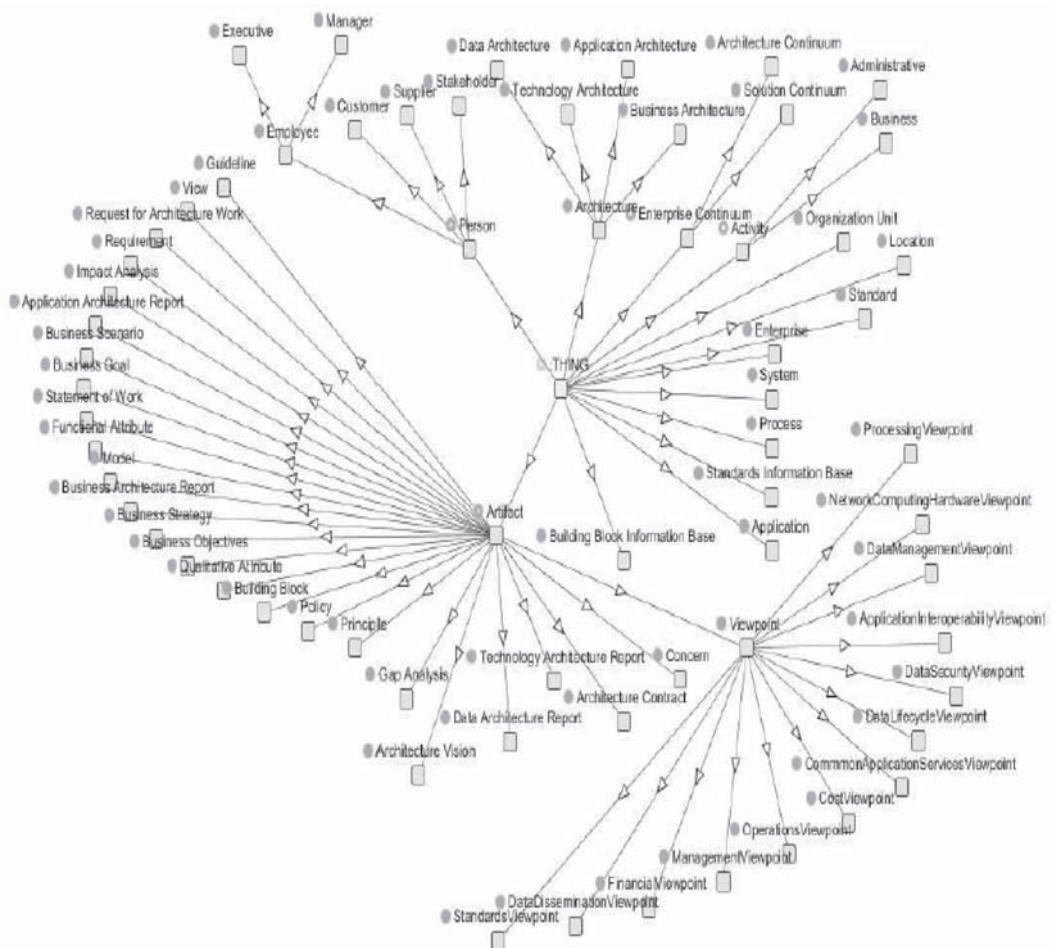 Executive
Manager
Data Architecture
Application Architecture
Architecture Continuum
Administrative
Supplier
Stakeholder
Technology Architecture
Solution Continuum
Customer
Business Architecture
Business
Employee
Guideline
View
Request for Architecture Work
Person
Architecture
Enterprise Continuum
Activity
Organization Unit
Requirement
Location
Impact Analysis
Application Architecture Report
Standard
Business Scenario
Enterprise
Business Goal
:THING
System
Statement of Work
Functional Attribute
Process
ProcessingViewpoint
Model
Standards Information Base
Business Architecture Report
NetworkComputingHardwareViewpoint
Business Strategy
Artifact
Application
Business Objectives
Building Block Information Base
DataManagementViewpoint
Qualitative Attribute
Building Block
Policy
Principle
Viewpoint
ApplicationInteroperabilityViewpoint
Technology Architecture Report
Concern
Gap Analysis
DataSecurityViewpoint
Architecture Contract
Data Architecture Report
DataLifecycleViewpoint
Architecture Vision
CommmonApplicationServicesViewpoint
CostViewpoint
OperationsViewpoint
ManagementViewpoint
FinancialViewpoint
DataDisseminationViewpoint
StandardsViewpoint